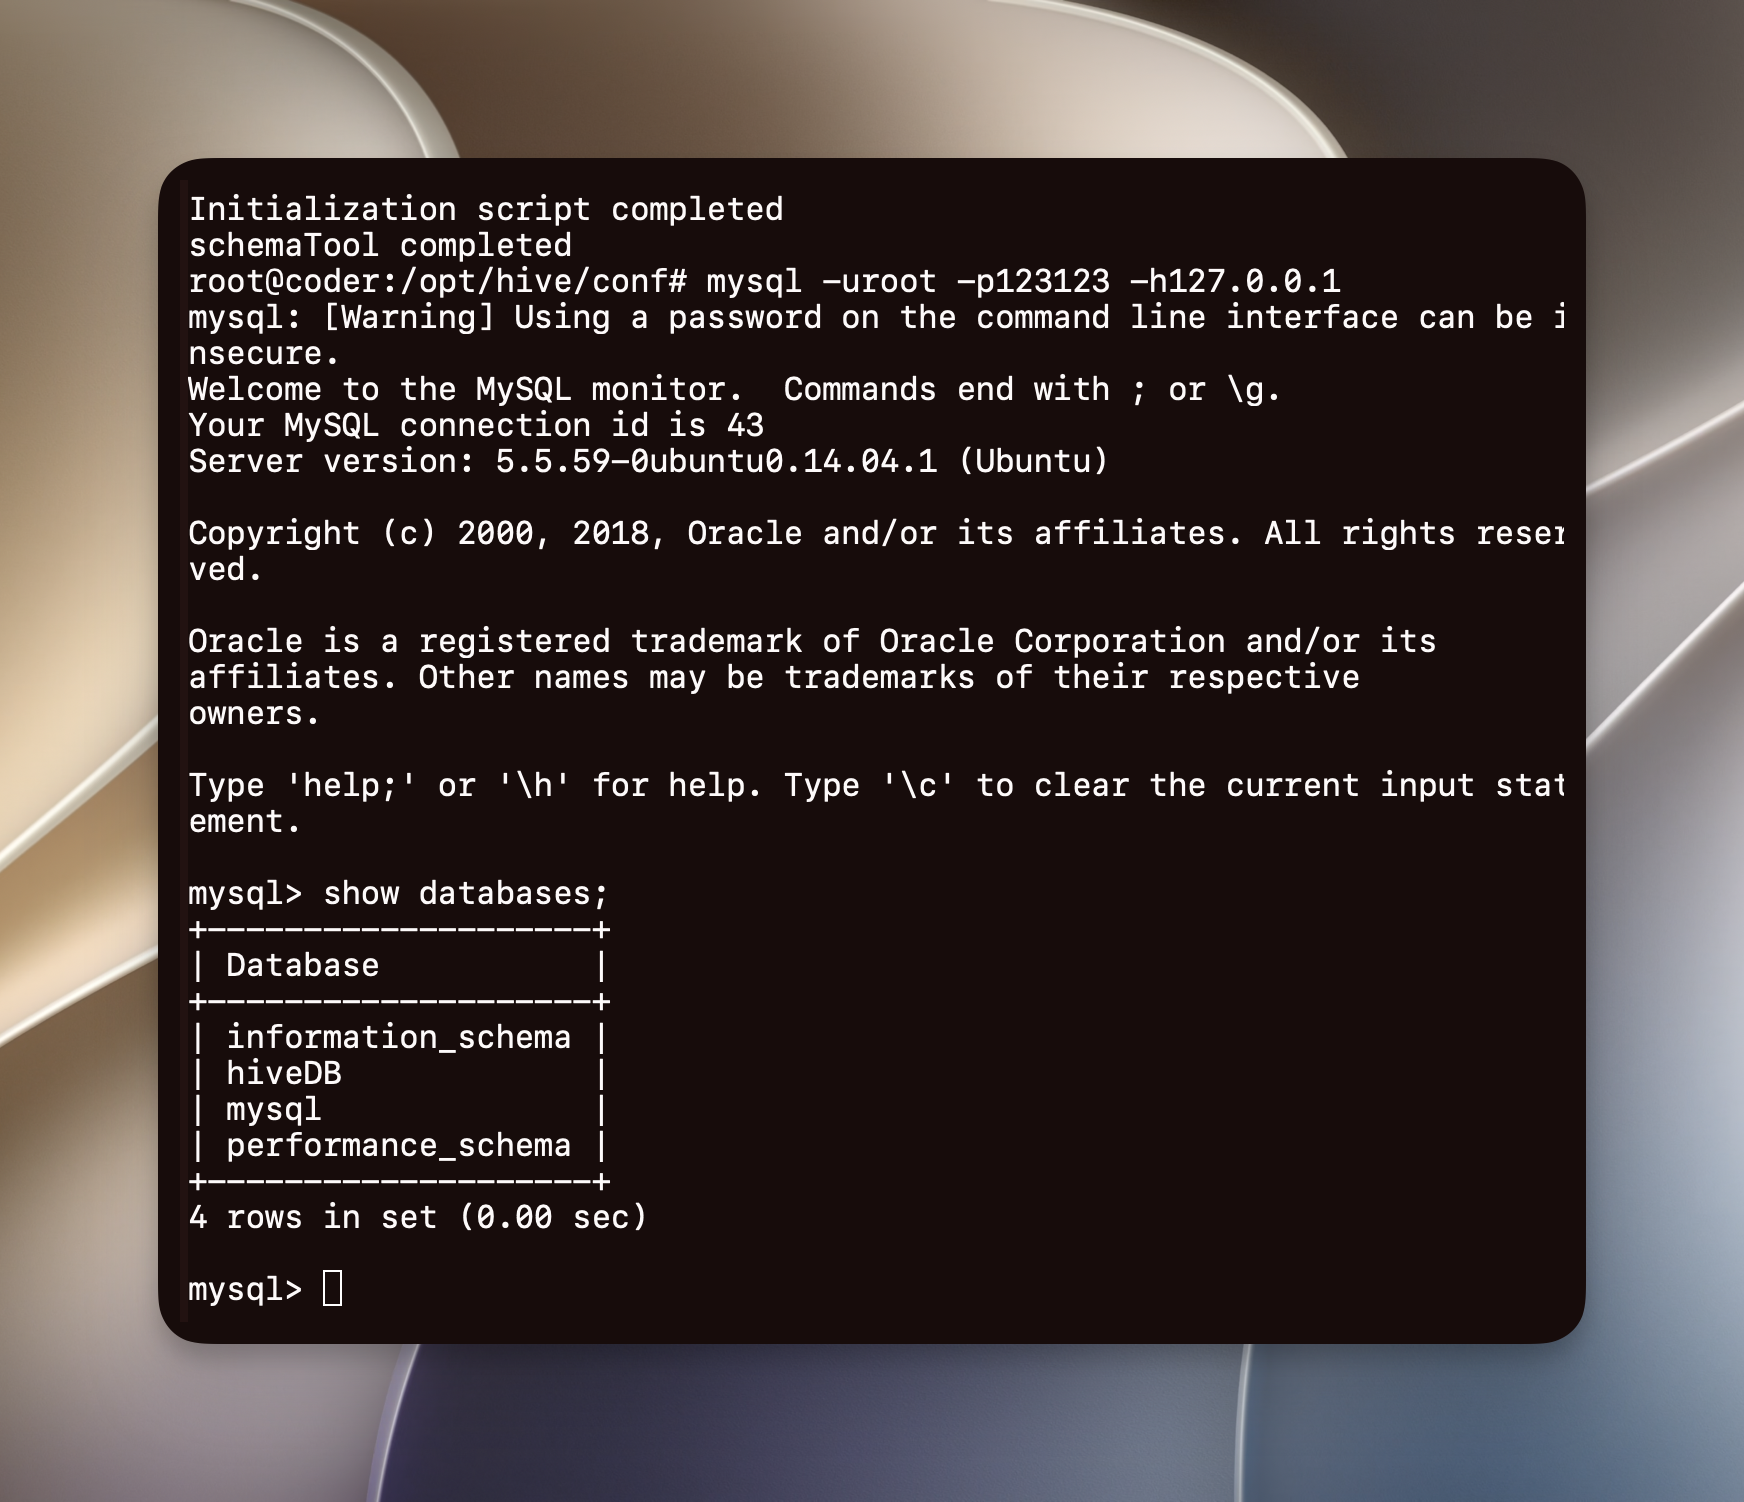 Initialization script completed
schemaTool completed
root@coder:/opt/hive/conf# mysql -uroot -p123123 -h127.0.0.1
mysql: [Warning] Using a password on the command line interface can be i
nsecure.
Welcome to the MySQL monitor.  Commands end with ; or \g.
Your MySQL connection id is 43
Server version: 5.5.59-0ubuntu0.14.04.1 (Ubuntu)

Copyright (c) 2000, 2018, Oracle and/or its affiliates. All rights reser
ved.

Oracle is a registered trademark of Oracle Corporation and/or its
affiliates. Other names may be trademarks of their respective
owners.

Type 'help;' or '\h' for help. Type '\c' to clear the current input stat
ement.

mysql> show databases;
+--------------------+
| Database           |
+--------------------+
| information_schema |
| hiveDB             |
| mysql              |
| performance_schema |
+--------------------+
4 rows in set (0.00 sec)

mysql>